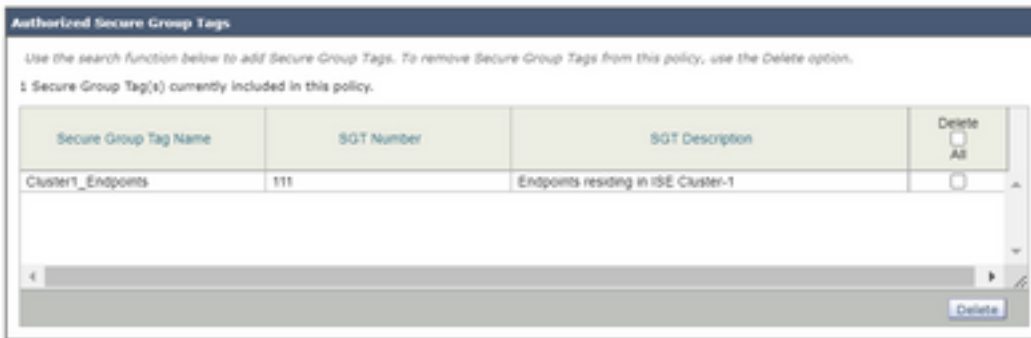 Authorized Secure Group Tags
Use the search function below to add Secure Group Tags. To remove Secure Group Tags from this policy, use the Delete option.
1 Secure Group Tag(s) currently included in this policy.
Secure Group Tag Name SGT Number SGT Description Delete
All
Cluster1_Endpoints 111 Endpoints residing in ISE Cluster-1
Delete